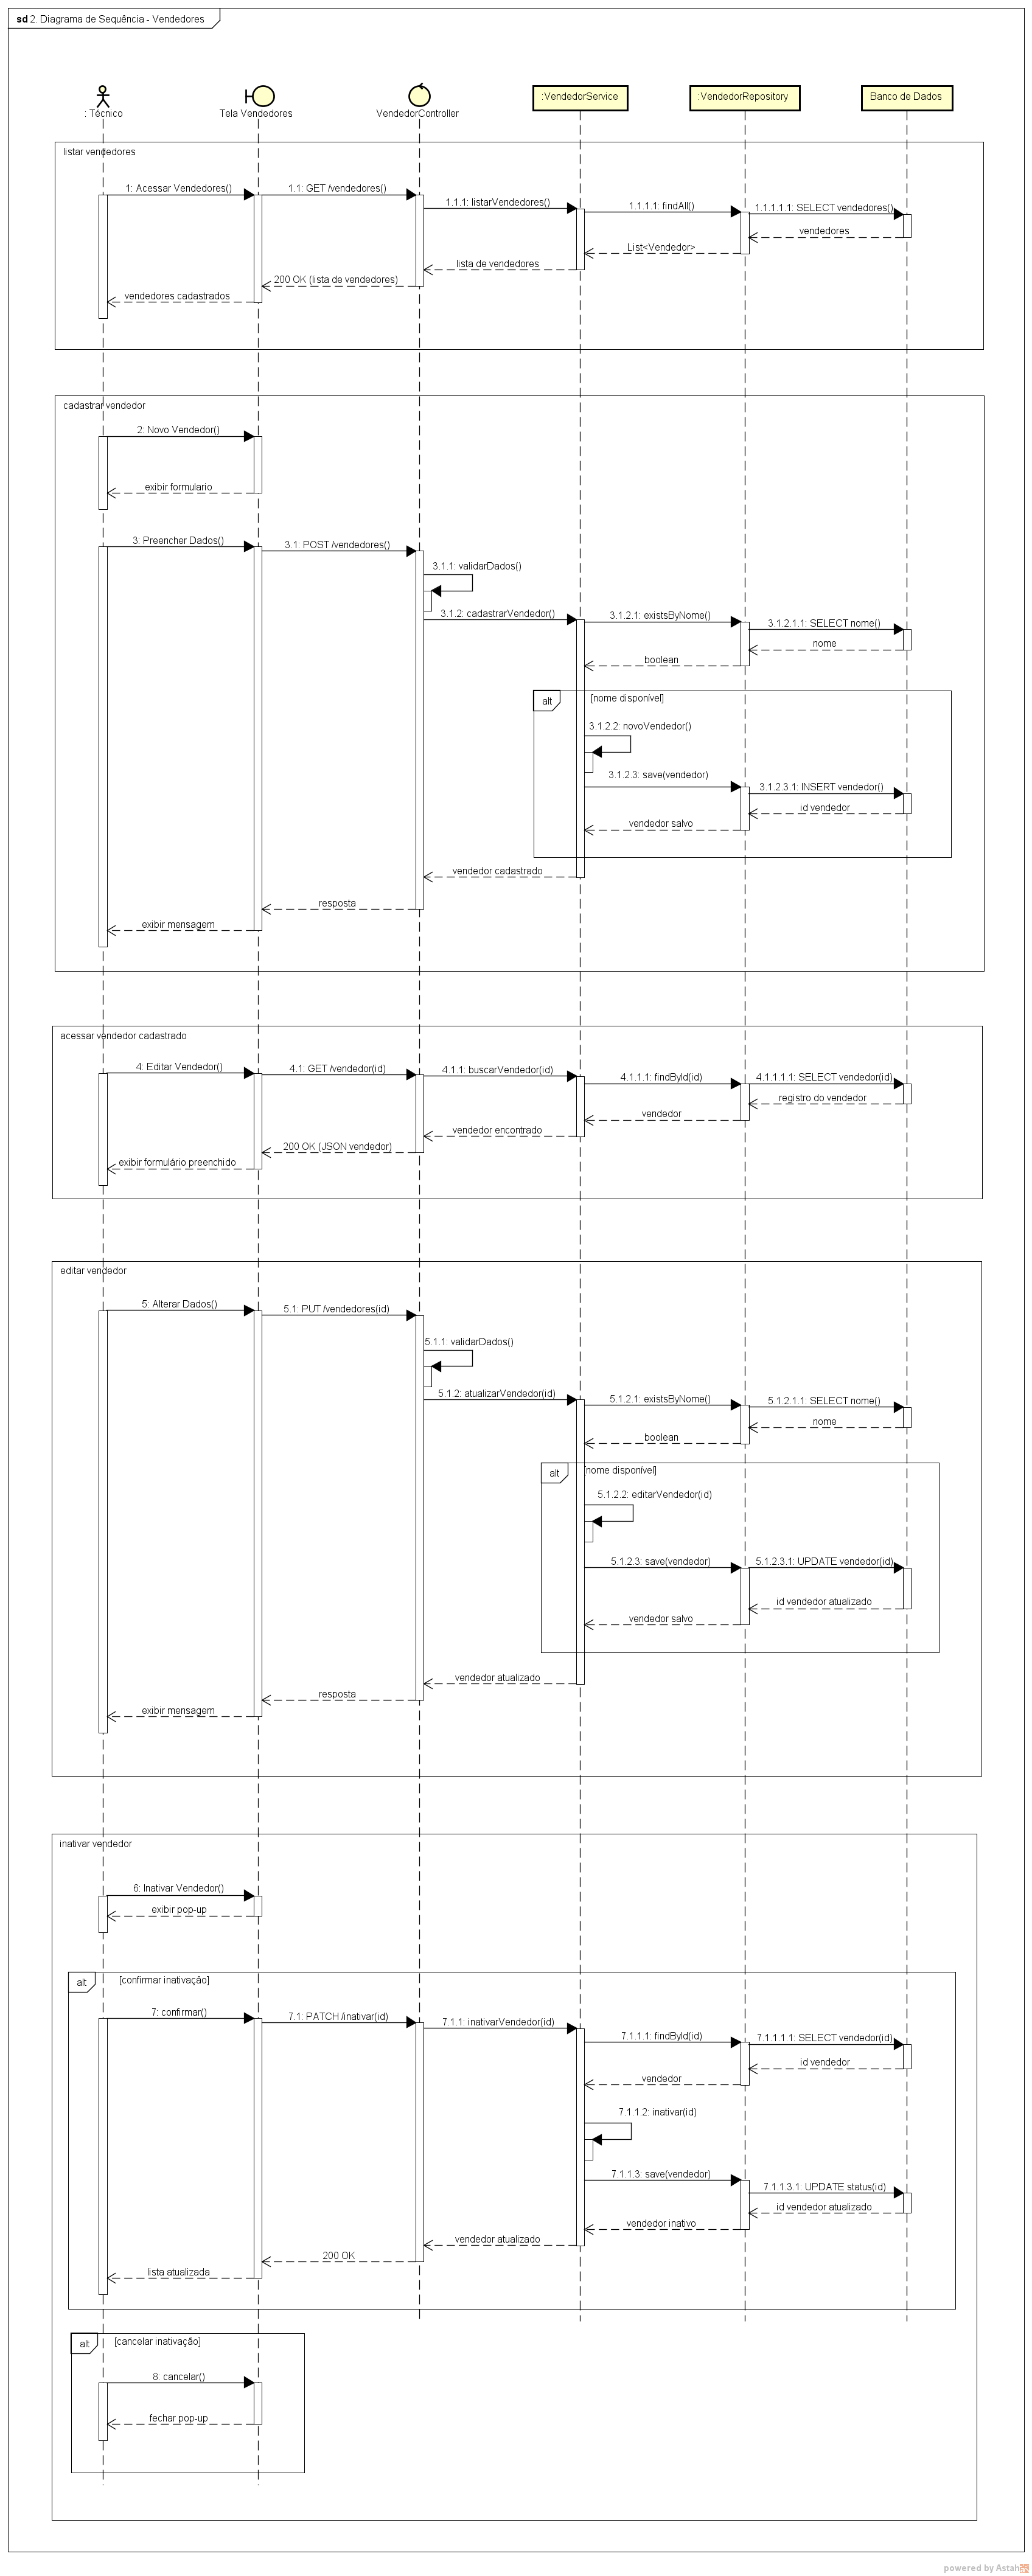 sd 2. Diagrama de Sequência - Vendedores
: Técnico
Tela Vendedores
VendedorController
:VendedorService
:VendedorRepository
Banco de Dados
listar vendedores
1: Acessar Vendedores()
1.1: GET /vendedores()
1.1.1: listarVendedores()
1.1.1.1: findAll()
1.1.1.1.1: SELECT vendedores()
vendedores
List<Vendedor>
lista de vendedores
200 OK (lista de vendedores)
vendedores cadastrados
cadastrar vendedor
2: Novo Vendedor()
exibir formulario
3: Preencher Dados()
3.1: POST /vendedores()
3.1.1: validarDados()
3.1.2: cadastrarVendedor()
3.1.2.1: existsByNome()
3.1.2.1.1: SELECT nome()
nome
boolean
alt
[nome disponível]
3.1.2.2: novoVendedor()
3.1.2.3: save(vendedor)
3.1.2.3.1: INSERT vendedor()
id vendedor
vendedor salvo
vendedor cadastrado
resposta
exibir mensagem
acessar vendedor cadastrado
4: Editar Vendedor()
4.1: GET /vendedor(id)
4.1.1: buscarVendedor(id)
4.1.1.1: findById(id)
4.1.1.1.1: SELECT vendedor(id)
registro do vendedor
vendedor
vendedor encontrado
200 OK (JSON vendedor)
exibir formulário preenchido
editar vendedor
5: Alterar Dados()
5.1: PUT /vendedores(id)
5.1.1: validarDados()
5.1.2: atualizarVendedor(id)
5.1.2.1: existsByNome()
5.1.2.1.1: SELECT nome()
nome
boolean
alt
[nome disponível]
5.1.2.2: editarVendedor(id)
5.1.2.3: save(vendedor)
5.1.2.3.1: UPDATE vendedor(id)
id vendedor atualizado
vendedor salvo
vendedor atualizado
resposta
exibir mensagem
inativar vendedor
6: Inativar Vendedor()
exibir pop-up
alt
[confirmar inativação]
7: confirmar()
7.1: PATCH /inativar(id)
7.1.1: inativarVendedor(id)
7.1.1.1: findById(id)
7.1.1.1.1: SELECT vendedor(id)
id vendedor
vendedor
7.1.1.2: inativar(id)
7.1.1.3: save(vendedor)
7.1.1.3.1: UPDATE status(id)
id vendedor atualizado
vendedor inativo
vendedor atualizado
200 OK
lista atualizada
alt
[cancelar inativação]
8: cancelar()
fechar pop-up
powered by Astah